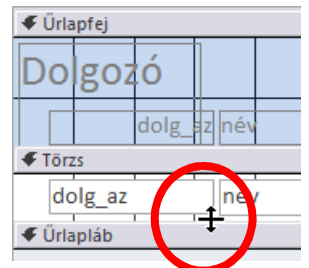 Űrlapfej
Dolgozó
dolg_az név
Törzs
dolg_az név
Űrlapláb